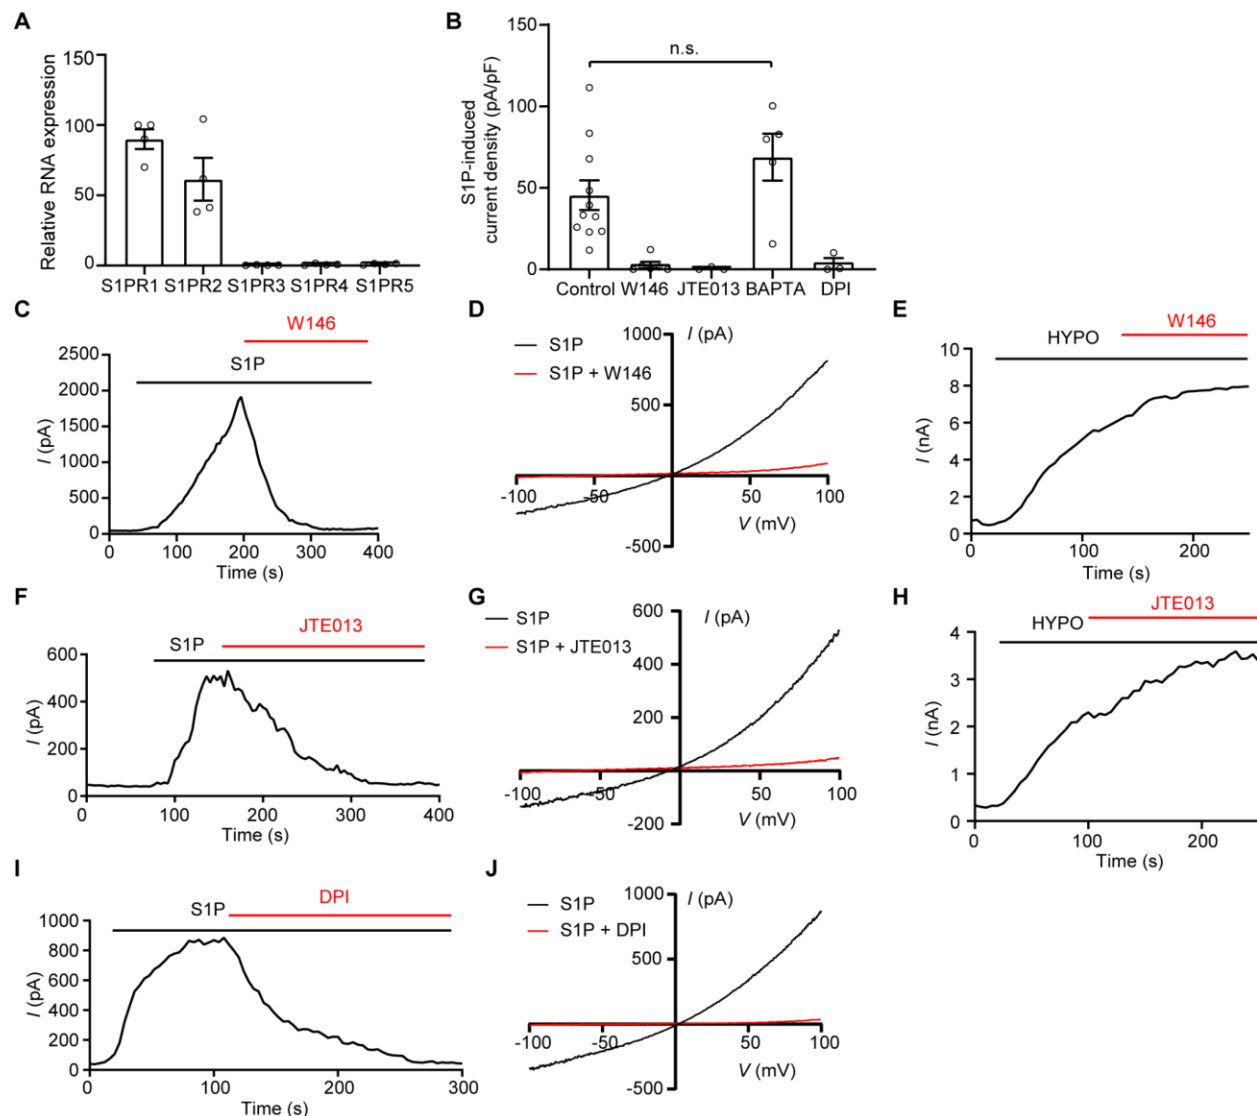 A
Relative RNA expression
150
100
50
0
S1PR1 S1PR2 S1PR3 S1PR4 S1PR5
B
S1P-induced
current density (pA/pF)
150
100
50
0
n.s.
Control W146 JTE013 BAPTA DPI
C
W146
S1P
I (pA)
2500
2000
1500
1000
500
0
0 100 200 300 400
Time (s)
D
S1P
S1P + W146
I (pA)
1000
500
-500
-100 -50 50 100
V (mV)
E
W146
HYPO
I (nA)
10
8
6
4
2
0
0 100 200
Time (s)
F
JTE013
S1P
I (pA)
600
400
200
0
0 100 200 300 400
Time (s)
G
S1P
S1P + JTE013
I (pA)
600
400
200
-200
-100 -50 50 100
V (mV)
H
JTE013
HYPO
I (nA)
4
3
2
1
0
0 100 200
Time (s)
I
DPI
S1P
I (pA)
1000
800
600
400
200
0
0 100 200 300
Time (s)
J
S1P
S1P + DPI
I (pA)
1000
500
-500
-100 -50 50 100
V (mV)